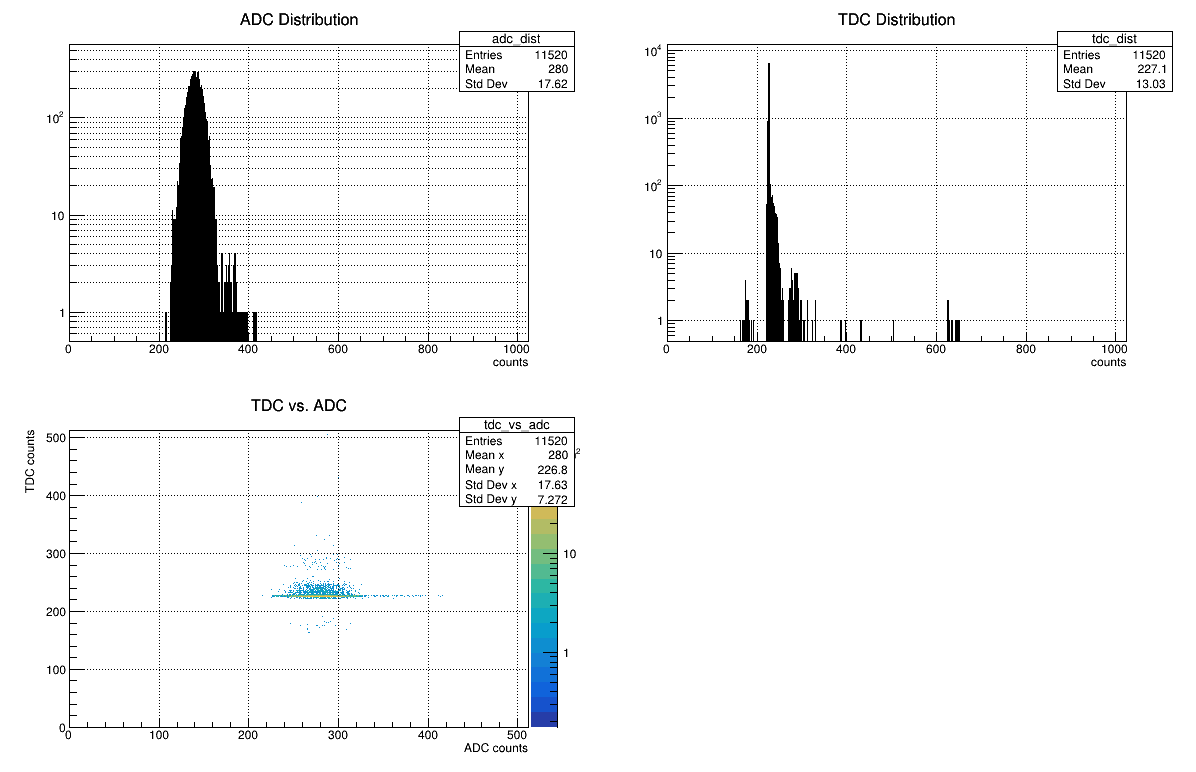 ADC Distribution
adc_dist
Entries 11520
Mean 280
Std Dev 17.62
10²
10
1
0 200 400 600 800 1000
counts
TDC Distribution
tdc_dist
Entries 11520
Mean 227.1
Std Dev 13.03
10⁴
10³
10²
10
1
0 200 400 600 800 1000
counts
TDC vs. ADC
tdc_vs_adc
Entries 11520
Mean x 280
Mean y 226.8
Std Dev x 17.63
Std Dev y 7.272
TDC counts
500
400
300
200
100
0
0 100 200 300 400 500
ADC counts
2
10
1